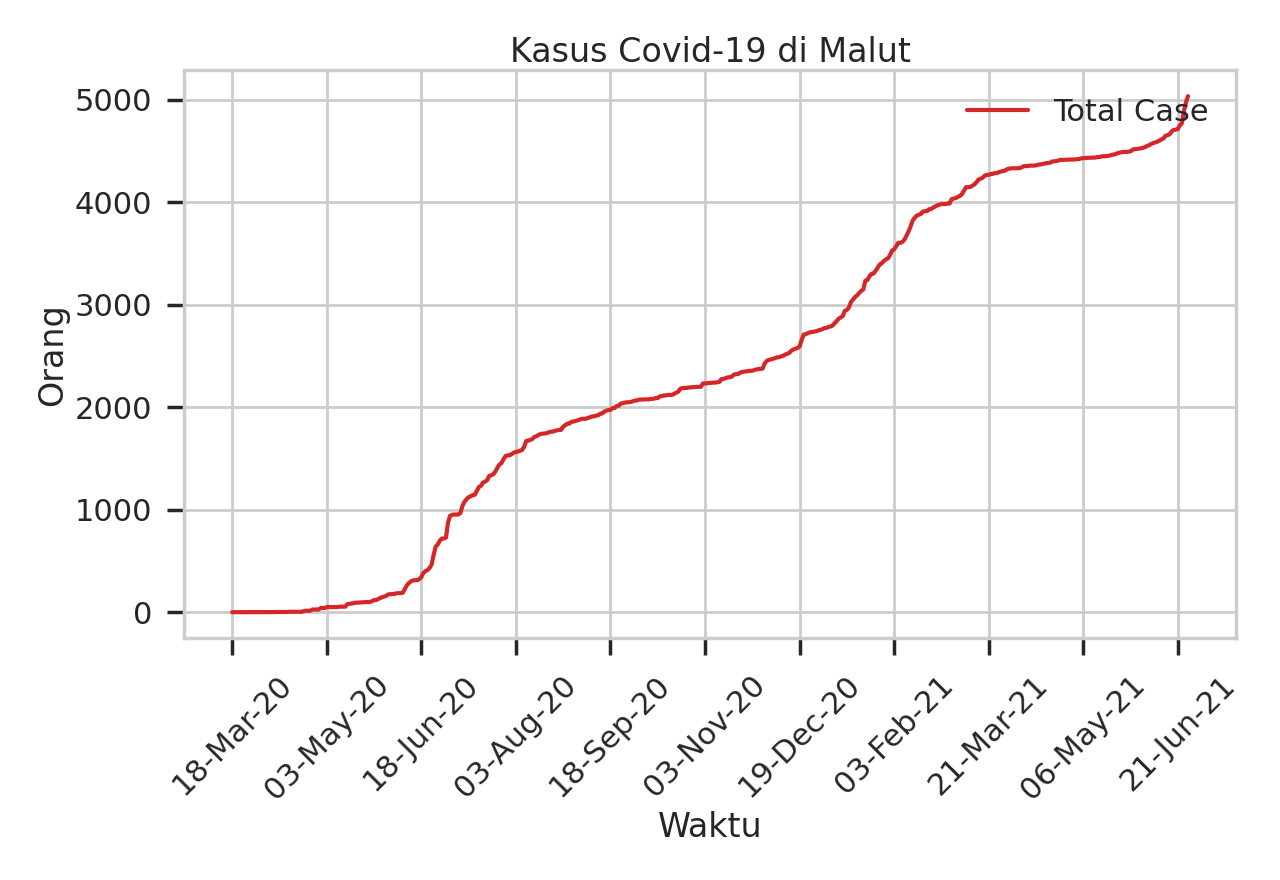 Kasus Covid-19 di Malut
Total Case
5000
4000
3000
2000
1000
0
Orang
18-Mar-20
03-May-20
18-Jun-20
03-Aug-20
18-Sep-20
03-Nov-20
19-Dec-20
03-Feb-21
21-Mar-21
06-May-21
21-Jun-21
Waktu